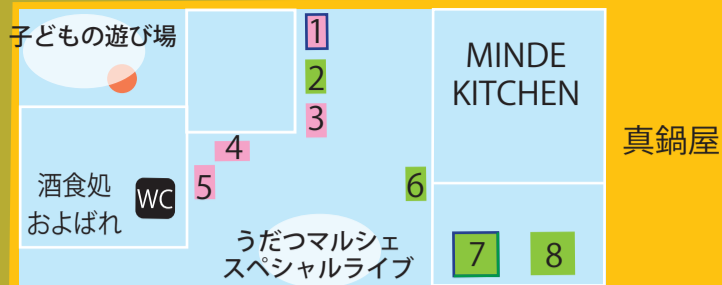 子どもの遊び場
1
2
3
4
5
6
7
8
MINDE
KITCHEN
真鍋屋
酒食処
およばれ
WC
うだつマルシェ
スペシャルライブ